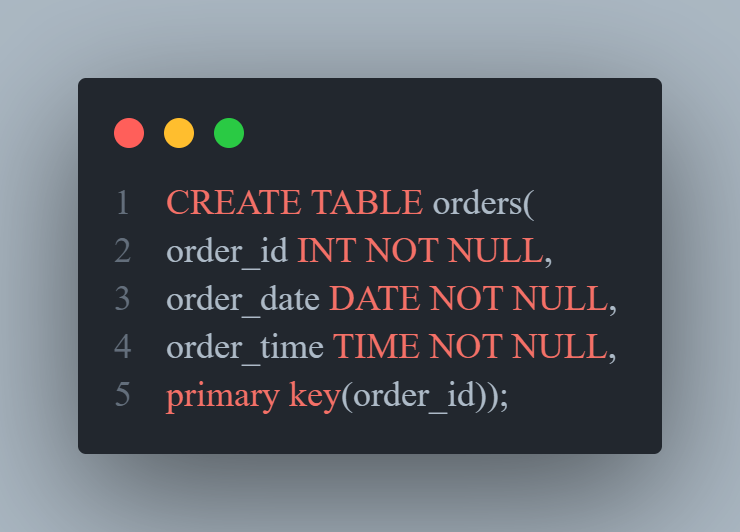 1 CREATE TABLE orders(
2 order_id INT NOT NULL,
3 order_date DATE NOT NULL,
4 order_time TIME NOT NULL,
5 primary key(order_id));